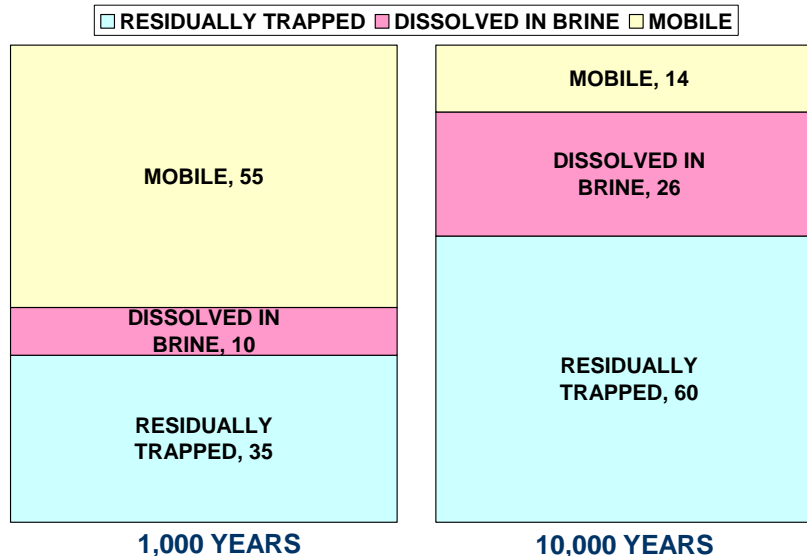 RESIDUALLY TRAPPED DISSOLVED IN BRINE MOBILE
MOBILE, 55
DISSOLVED IN
BRINE, 10
RESIDUALLY
TRAPPED, 35
1,000 YEARS
MOBILE, 14
DISSOLVED IN
BRINE, 26
RESIDUALLY
TRAPPED, 60
10,000 YEARS